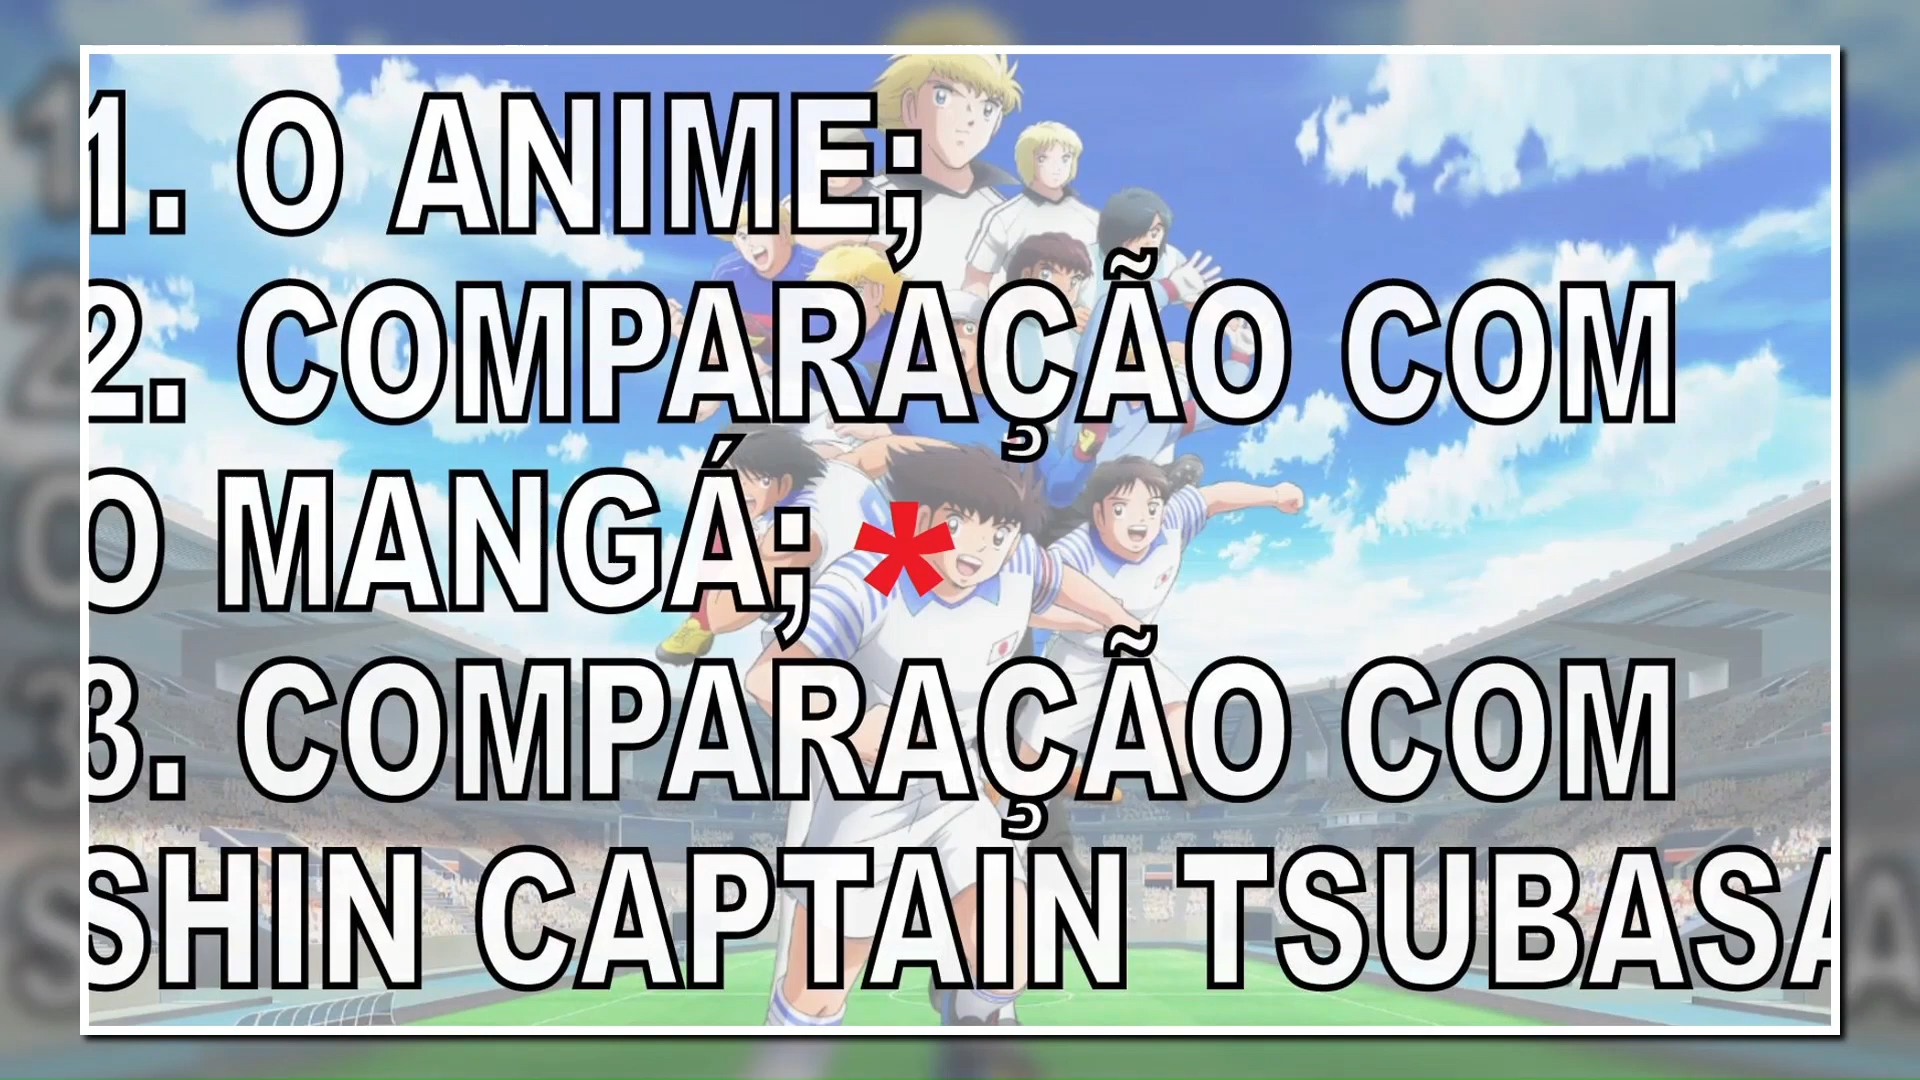 1. O ANIME;
2. COMPARAÇÃO COM
O MANGÁ; *
3. COMPARAÇÃO COM
SHIN CAPTAIN TSUBASA